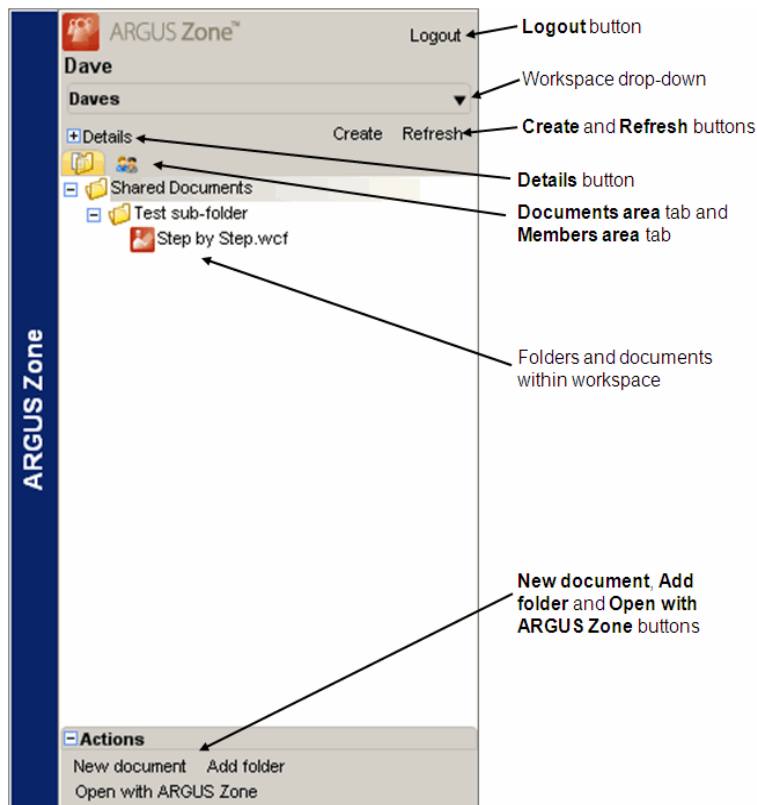 ARGUS Zone™
Logout
Logout button
Dave
Workspace drop-down
Daves
Details
Create
Refresh
Create and Refresh buttons
Details button
Shared Documents
Documents area tab and
Members area tab
Test sub-folder
Step by Step.wcf
Folders and documents
within workspace
ARGUS Zone
New document, Add
folder and Open with
ARGUS Zone buttons
Actions
New document
Add folder
Open with ARGUS Zone